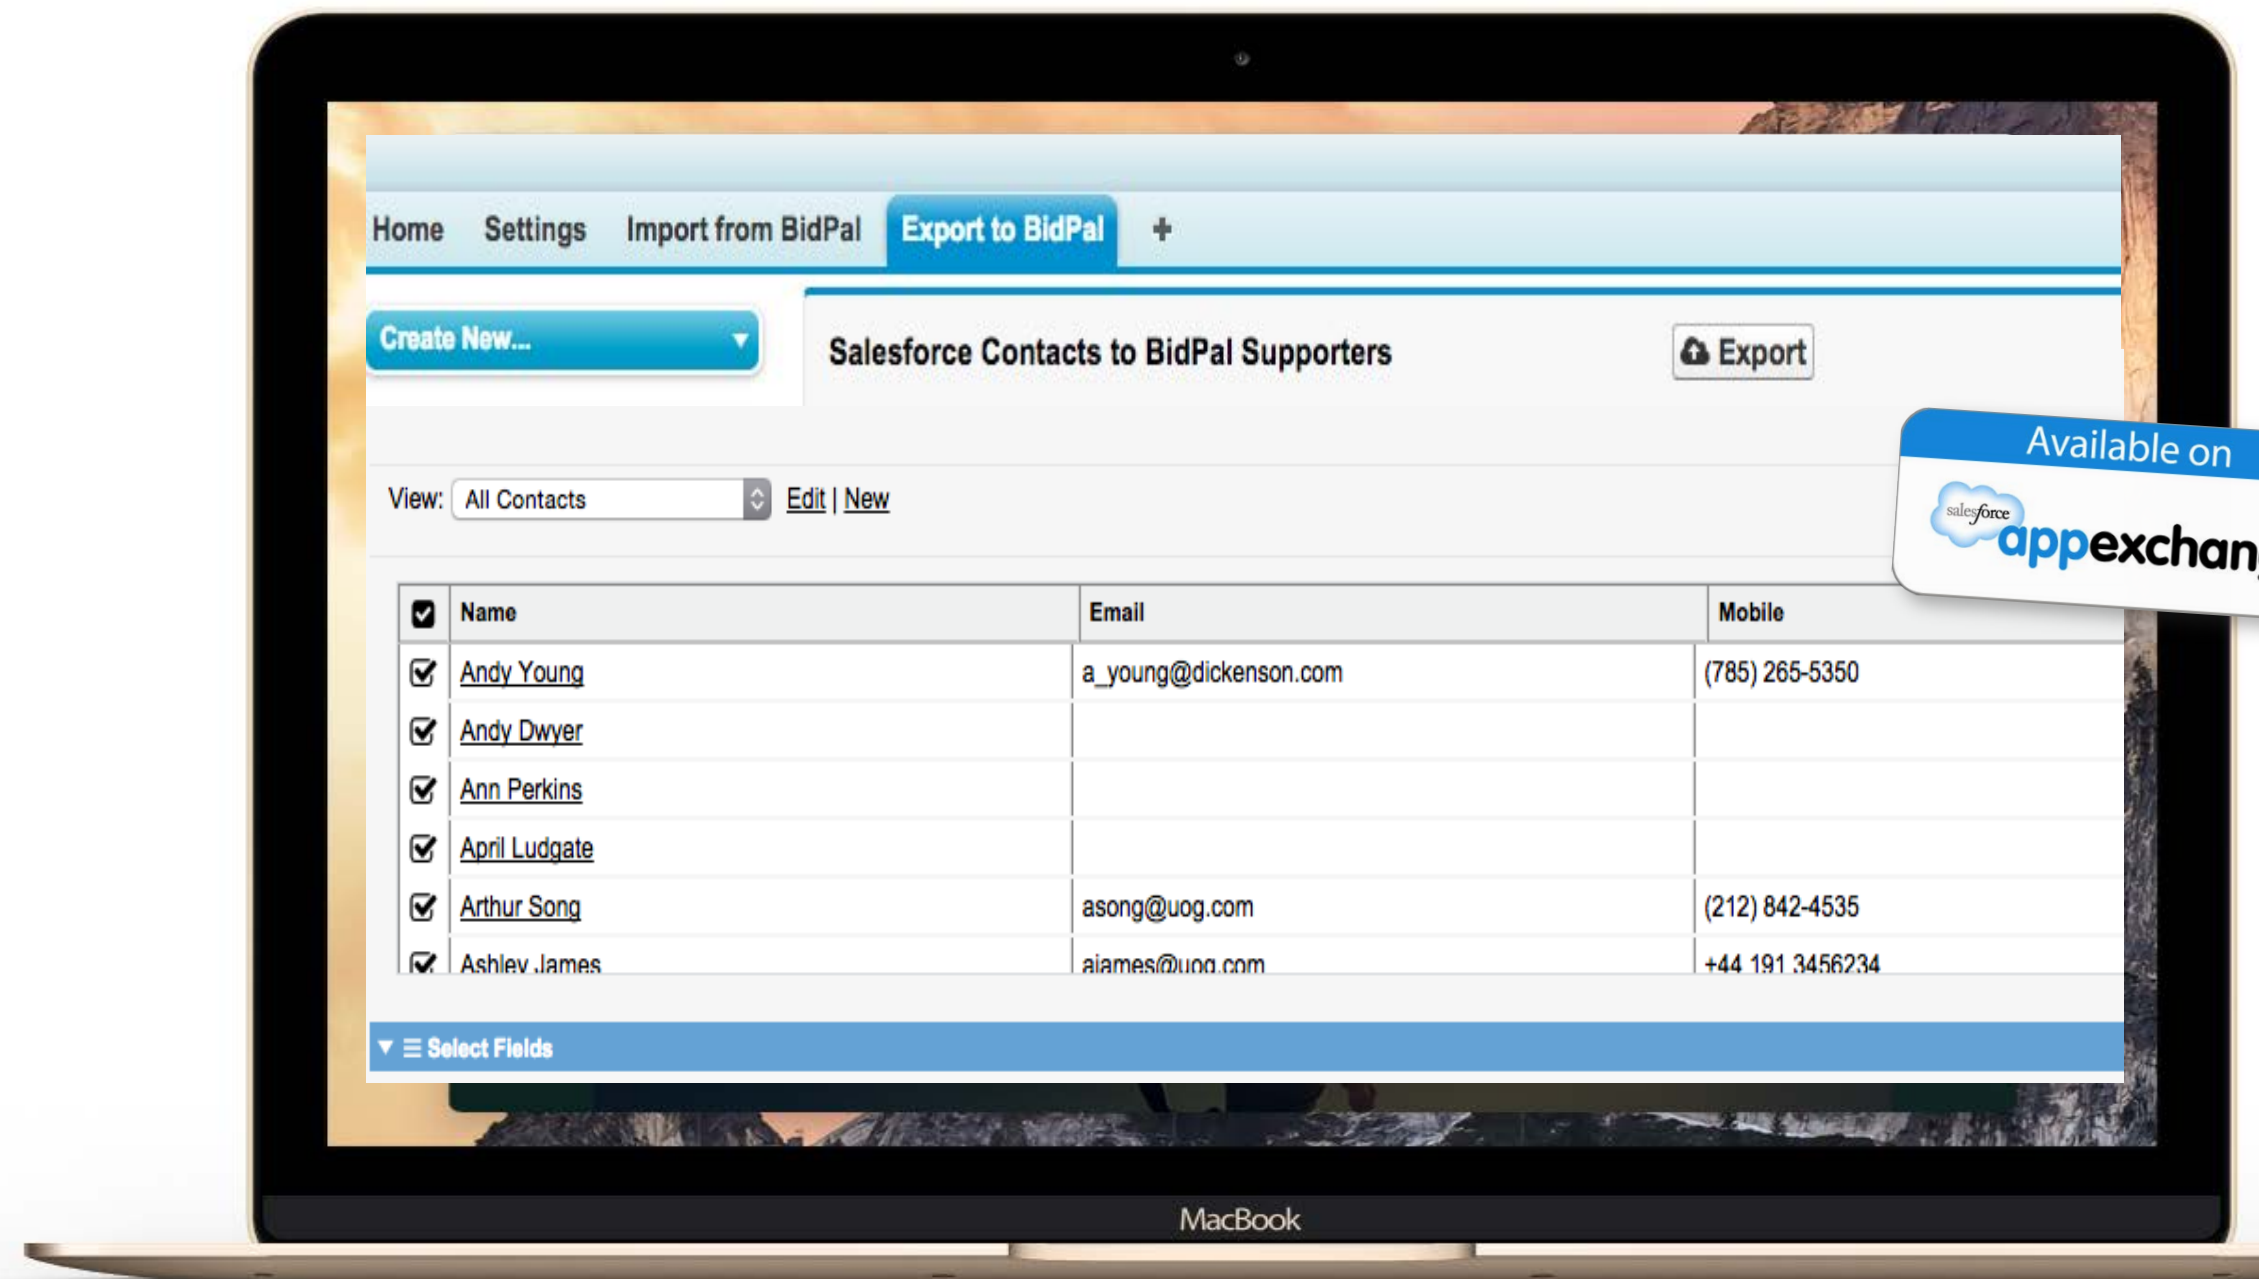 Home Settings Import from BidPal Export to BidPal +
Create New...
Salesforce Contacts to BidPal Supporters
Export
Available on
salesforce
appexchan
View: All Contacts Edit | New
Name Email Mobile
Andy Young a_young@dickenson.com (785) 265-5350
Andy Dwyer
Ann Perkins
April Ludgate
Arthur Song asong@uog.com (212) 842-4535
Ashley James ajames@uog.com +44 191 3456234
Select Fields
MacBook